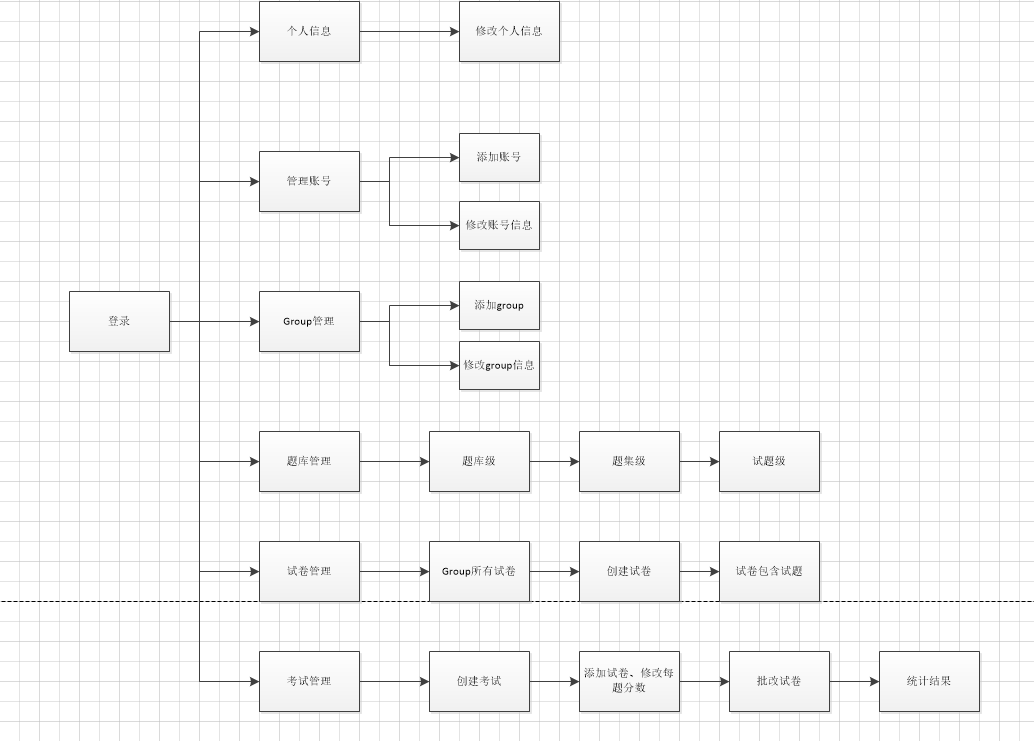 个人信息
修改个人信息
管理账号
添加账号
修改账号信息
登录
Group管理
添加group
修改group信息
题库管理
题库级
题集级
试题级
试卷管理
Group所有试卷
创建试卷
试卷包含试题
考试管理
创建考试
添加试卷、修改每
题分数
批改试卷
统计结果